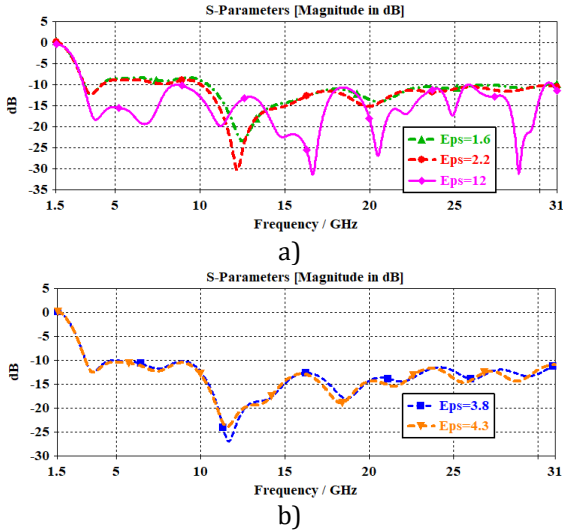 S-Parameters [Magnitude in dB]
5
0
-5
-10
-15
-20
-25
-30
-35
dB
Eps=1.6
Eps=2.2
Eps=12
1.5 5 10 15 20 25 31
Frequency / GHz
a)
S-Parameters [Magnitude in dB]
5
0
-5
-10
-15
-20
-25
-30
dB
Eps=3.8
Eps=4.3
1.5 5 10 15 20 25 31
Frequency / GHz
b)